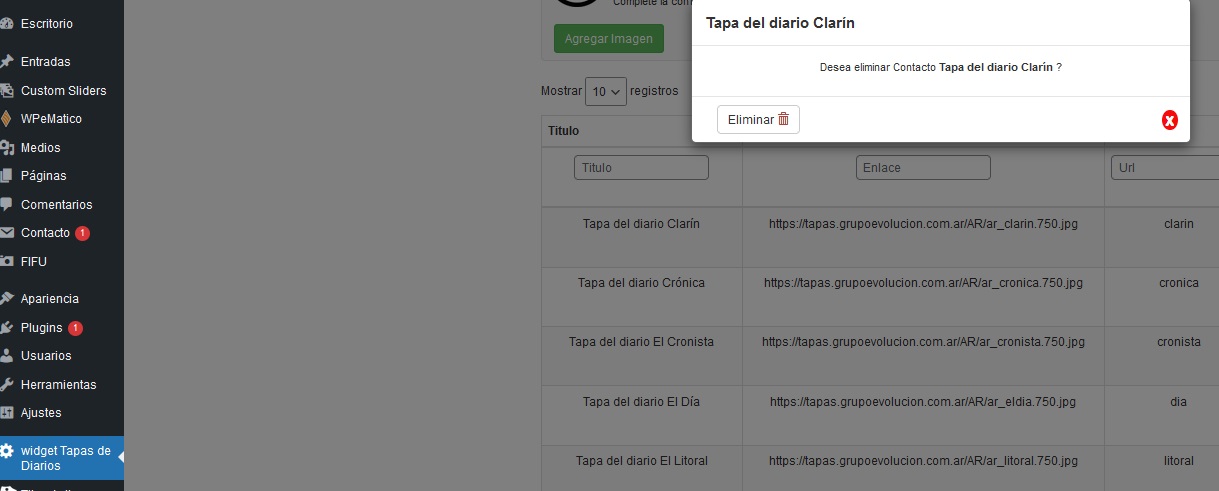 Escritorio
Entradas
Custom Sliders
WPeMatico
Medios
Páginas
Comentarios
Contacto 1
FIFU
Apariencia
Plugins 1
Usuarios
Herramientas
Ajustes
widget Tapas de
Diarios
Agregar Imagen
Mostrar 10 registros
Tapa del diario Clarín
Desea eliminar Contacto Tapa del diario Clarín ?
Eliminar
x
Titulo
Titulo Enlace Url
Tapa del diario Clarín https://tapas.grupoevolucion.com.ar/AR/ar_clarin.750.jpg clarin
Tapa del diario Crónica https://tapas.grupoevolucion.com.ar/AR/ar_cronica.750.jpg cronica
Tapa del diario El Cronista https://tapas.grupoevolucion.com.ar/AR/ar_cronista.750.jpg cronista
Tapa del diario El Día https://tapas.grupoevolucion.com.ar/AR/ar_eldia.750.jpg dia
Tapa del diario El Litoral https://tapas.grupoevolucion.com.ar/AR/ar_litoral.750.jpg litoral